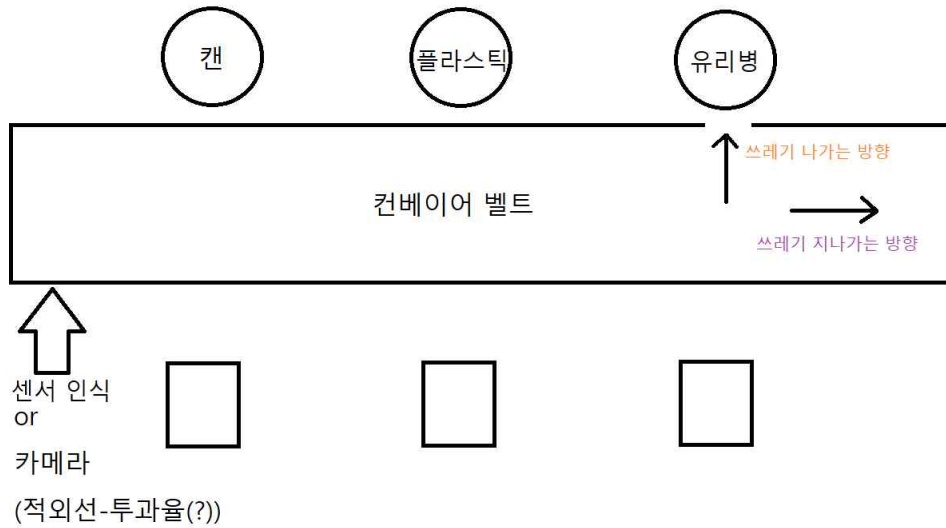 캔
플라스틱
유리병
쓰레기 나가는 방향
컨베이어 벨트
쓰레기 지나가는 방향
센서 인식
or
카메라
(적외선-투과율(?))